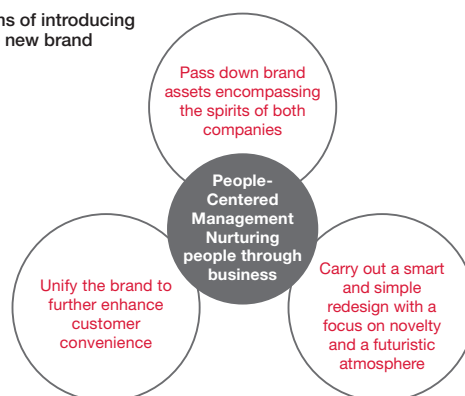 of introducing
new brand
Pass down brand
assets encompassing
the spirits of both
companies
People-
Centered
Management
Nurturing
people through
business
Unify the brand to
further enhance
customer
convenience
Carry out a smart
and simple
redesign with a
focus on novelty
and a futuristic
atmosphere